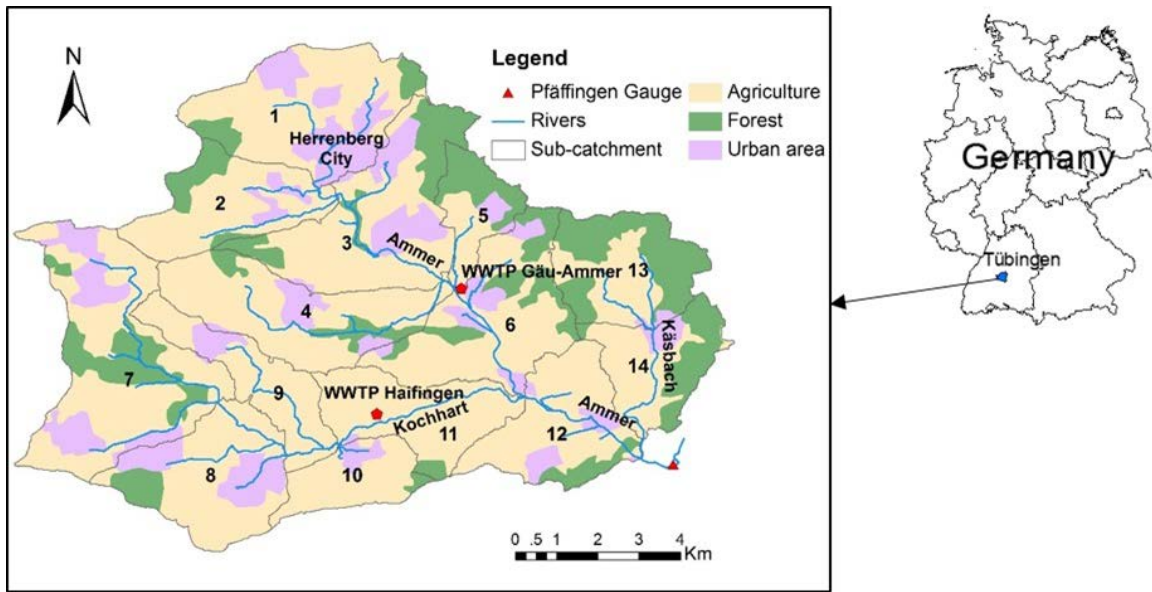 N
Legend
Pfäffingen Gauge
Rivers
Sub-catchment
Agriculture
Forest
Urban area
1
Herrenberg
City
2
3
Ammer
5
WWTP Gäu-Ammer
13
4
6
Käsbach
14
7
9
WWTP Haifingen
Kochhart
11
Ammer
12
8
10
0 .5 1 2 3 4
Km
Germany
Tübingen